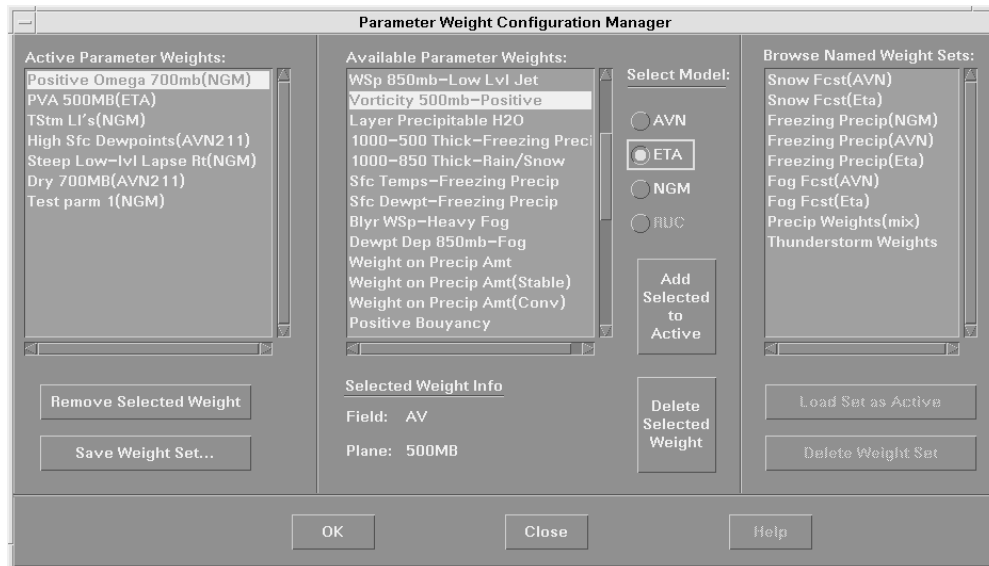 Parameter Weight Configuration Manager
Active Parameter Weights:
Positive Omega 700mb(NGM)
PVA 500MB(ETA)
TStm LI's(NGM)
High Sfc Dewpoints(AVN211)
Steep Low-lvl Lapse Rt(NGM)
Dry 700MB(AVN211)
Test parm 1(NGM)
Remove Selected Weight
Save Weight Set...
Available Parameter Weights:
WSp 850mb-Low Lvl Jet
Vorticity 500mb-Positive
Layer Precipitable H2O
1000-500 Thick-Freezing Preci
1000-850 Thick-Rain/Snow
Sfc Temps-Freezing Precip
Sfc Dewpt-Freezing Precip
Blyr WSp-Heavy Fog
Dewpt Dep 850mb-Fog
Weight on Precip Amt
Weight on Precip Amt(Stable)
Weight on Precip Amt(Conv)
Positive Bouyancy
Selected Weight Info
Field: AV
Plane: 500MB
Select Model:
AVN
ETA
NGM
RUC
Add
Selected
to
Active
Delete
Selected
Weight
Browse Named Weight Sets:
Snow Fcst(AVN)
Snow Fcst(Eta)
Freezing Precip(NGM)
Freezing Precip(AVN)
Freezing Precip(Eta)
Fog Fcst(AVN)
Fog Fcst(Eta)
Precip Weights(mix)
Thunderstorm Weights
Load Set as Active
Delete Weight Set
OK
Close
Help